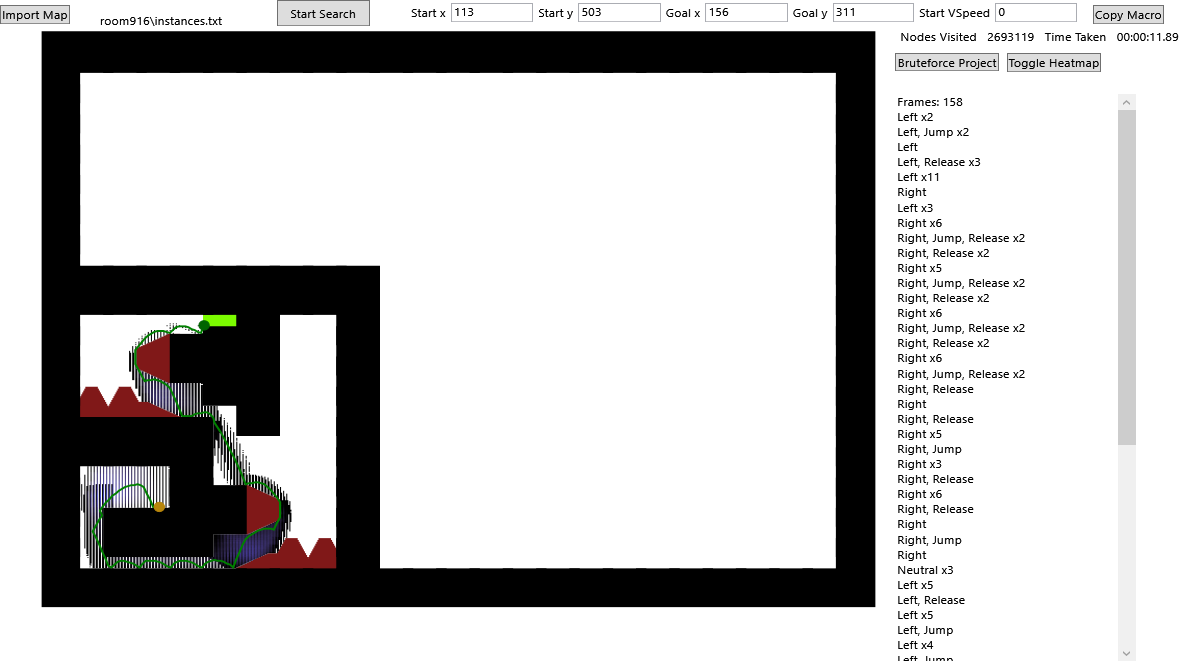 Import Map
room916\instances.txt
Start Search
Start x 113 Start y 503 Goal x 156 Goal y 311 Start VSpeed 0
Copy Macro
Nodes Visited 2693119 Time Taken 00:00:11.89
Bruteforce Project Toggle Heatmap
Frames: 158
Left x2
Left, Jump x2
Left
Left, Release x3
Left x11
Right
Left x3
Right x6
Right, Jump, Release x2
Right, Release x2
Right x5
Right, Jump, Release x2
Right, Release x2
Right x6
Right, Jump, Release x2
Right, Release x2
Right x6
Right, Jump, Release x2
Right, Release
Right
Right, Release
Right x5
Right, Jump
Right x3
Right, Release
Right x6
Right, Release
Right
Right, Jump
Right
Neutral x3
Left x5
Left, Release
Left x5
Left, Jump
Left x4
Left, Jump